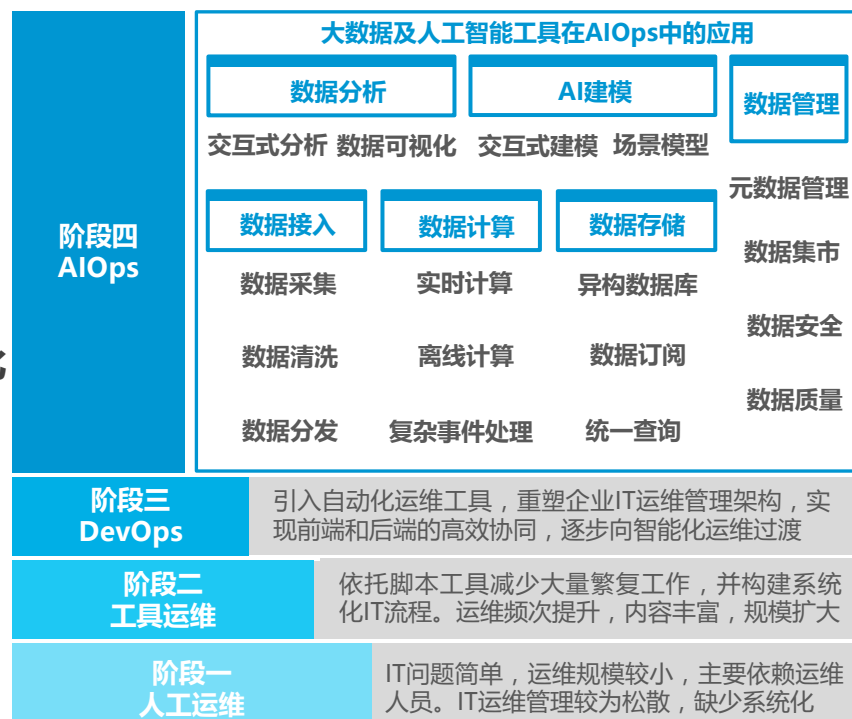 大数据及人工智能工具在AIOps中的应用
数据分析
AI建模
数据管理
交互式分析 数据可视化 交互式建模 场景模型
元数据管理
数据接入
数据计算
数据存储
数据集市
数据采集
实时计算
异构数据库
数据安全
数据清洗
离线计算
数据订阅
数据质量
数据分发
复杂事件处理
统一查询
阶段四
AIOps
阶段三
DevOps
引入自动化运维工具，重塑企业IT运维管理架构，实
现前端和后端的高效协同，逐步向智能化运维过渡
阶段二
工具运维
依托脚本工具减少大量繁复工作，并构建系统
化IT流程。运维频次提升，内容丰富，规模扩大
阶段一
人工运维
IT问题简单，运维规模较小，主要依赖运维
人员。IT运维管理较为松散，缺少系统化